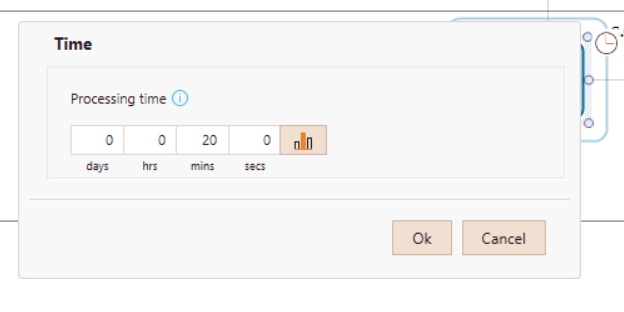 Time
Processing time
0 0 20 0
days hrs mins secs
Ok Cancel